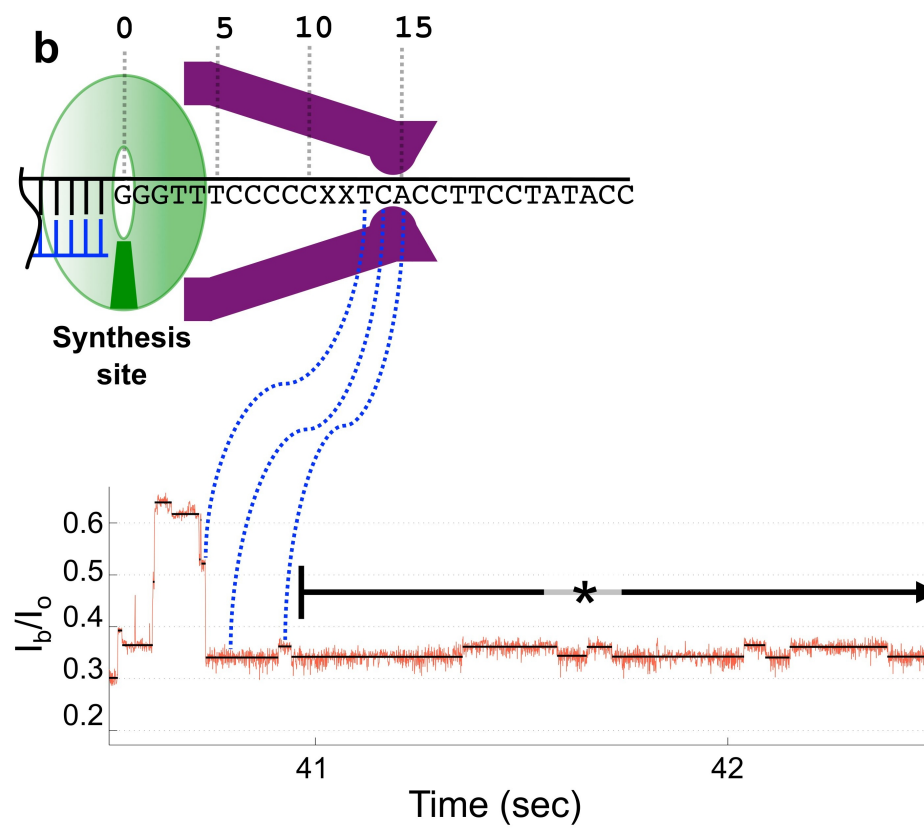 b
0 5 10 15
GGGTTTCCCCCXXTCACCTTCCTATACC
Synthesis
site
0.6
0.5
0.4
0.3
0.2
Ib/Io
*
41 42
Time (sec)